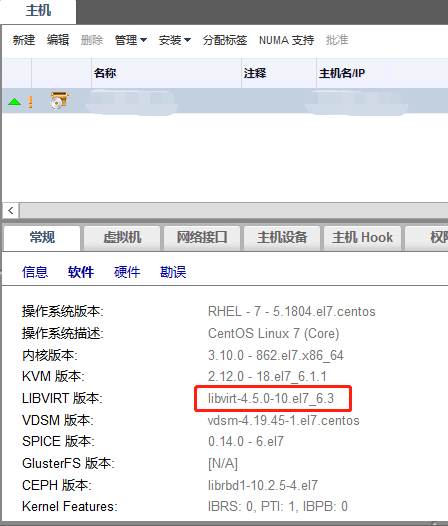 主机
新建 编辑 删除 管理 安装 分配标签 NUMA 支持 批准
名称 注释 主机名/IP
常规 虚拟机 网络接口 主机设备 主机 Hook
信息 软件 硬件 勘误
操作系统版本: RHEL - 7 - 5.1804.el7.centos
操作系统描述: CentOS Linux 7 (Core)
内核版本: 3.10.0 - 862.el7.x86_64
KVM 版本: 2.12.0 - 18.el7_6.1.1
LIBVIRT 版本: libvirt-4.5.0-10.el7_6.3
VDSM 版本: vdsm-4.19.45-1.el7.centos
SPICE 版本: 0.14.0 - 6.el7
GlusterFS 版本: [N/A]
CEPH 版本: librbd1-10.2.5-4.el7
Kernel Features: IBRS: 0, PTI: 1, IBPB: 0